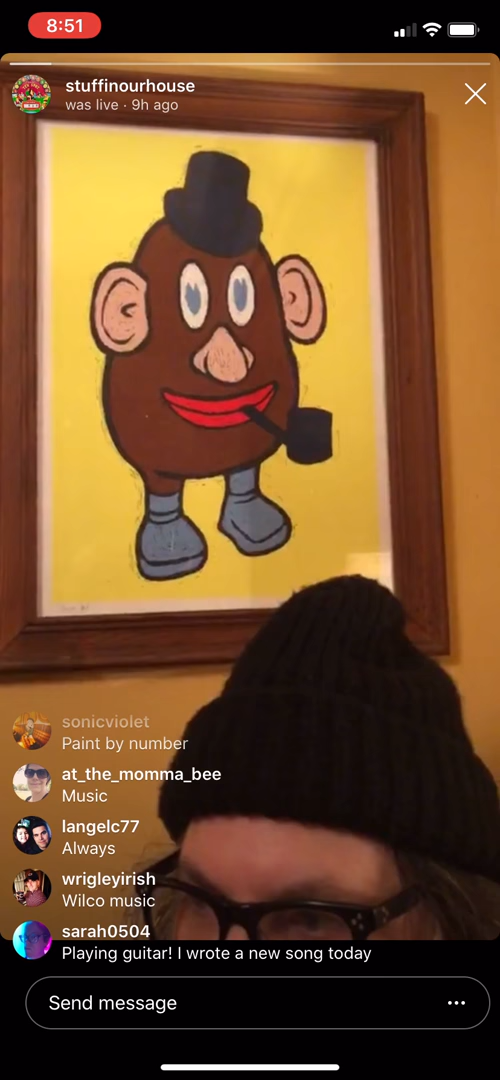 8:51
stuffinourhouse
was live · 9h ago
sonicviolet
Paint by number
at_the_momma_bee
Music
langelc77
Always
wrigleyirish
Wilco music
sarah0504
Playing guitar! I wrote a new song today
Send message